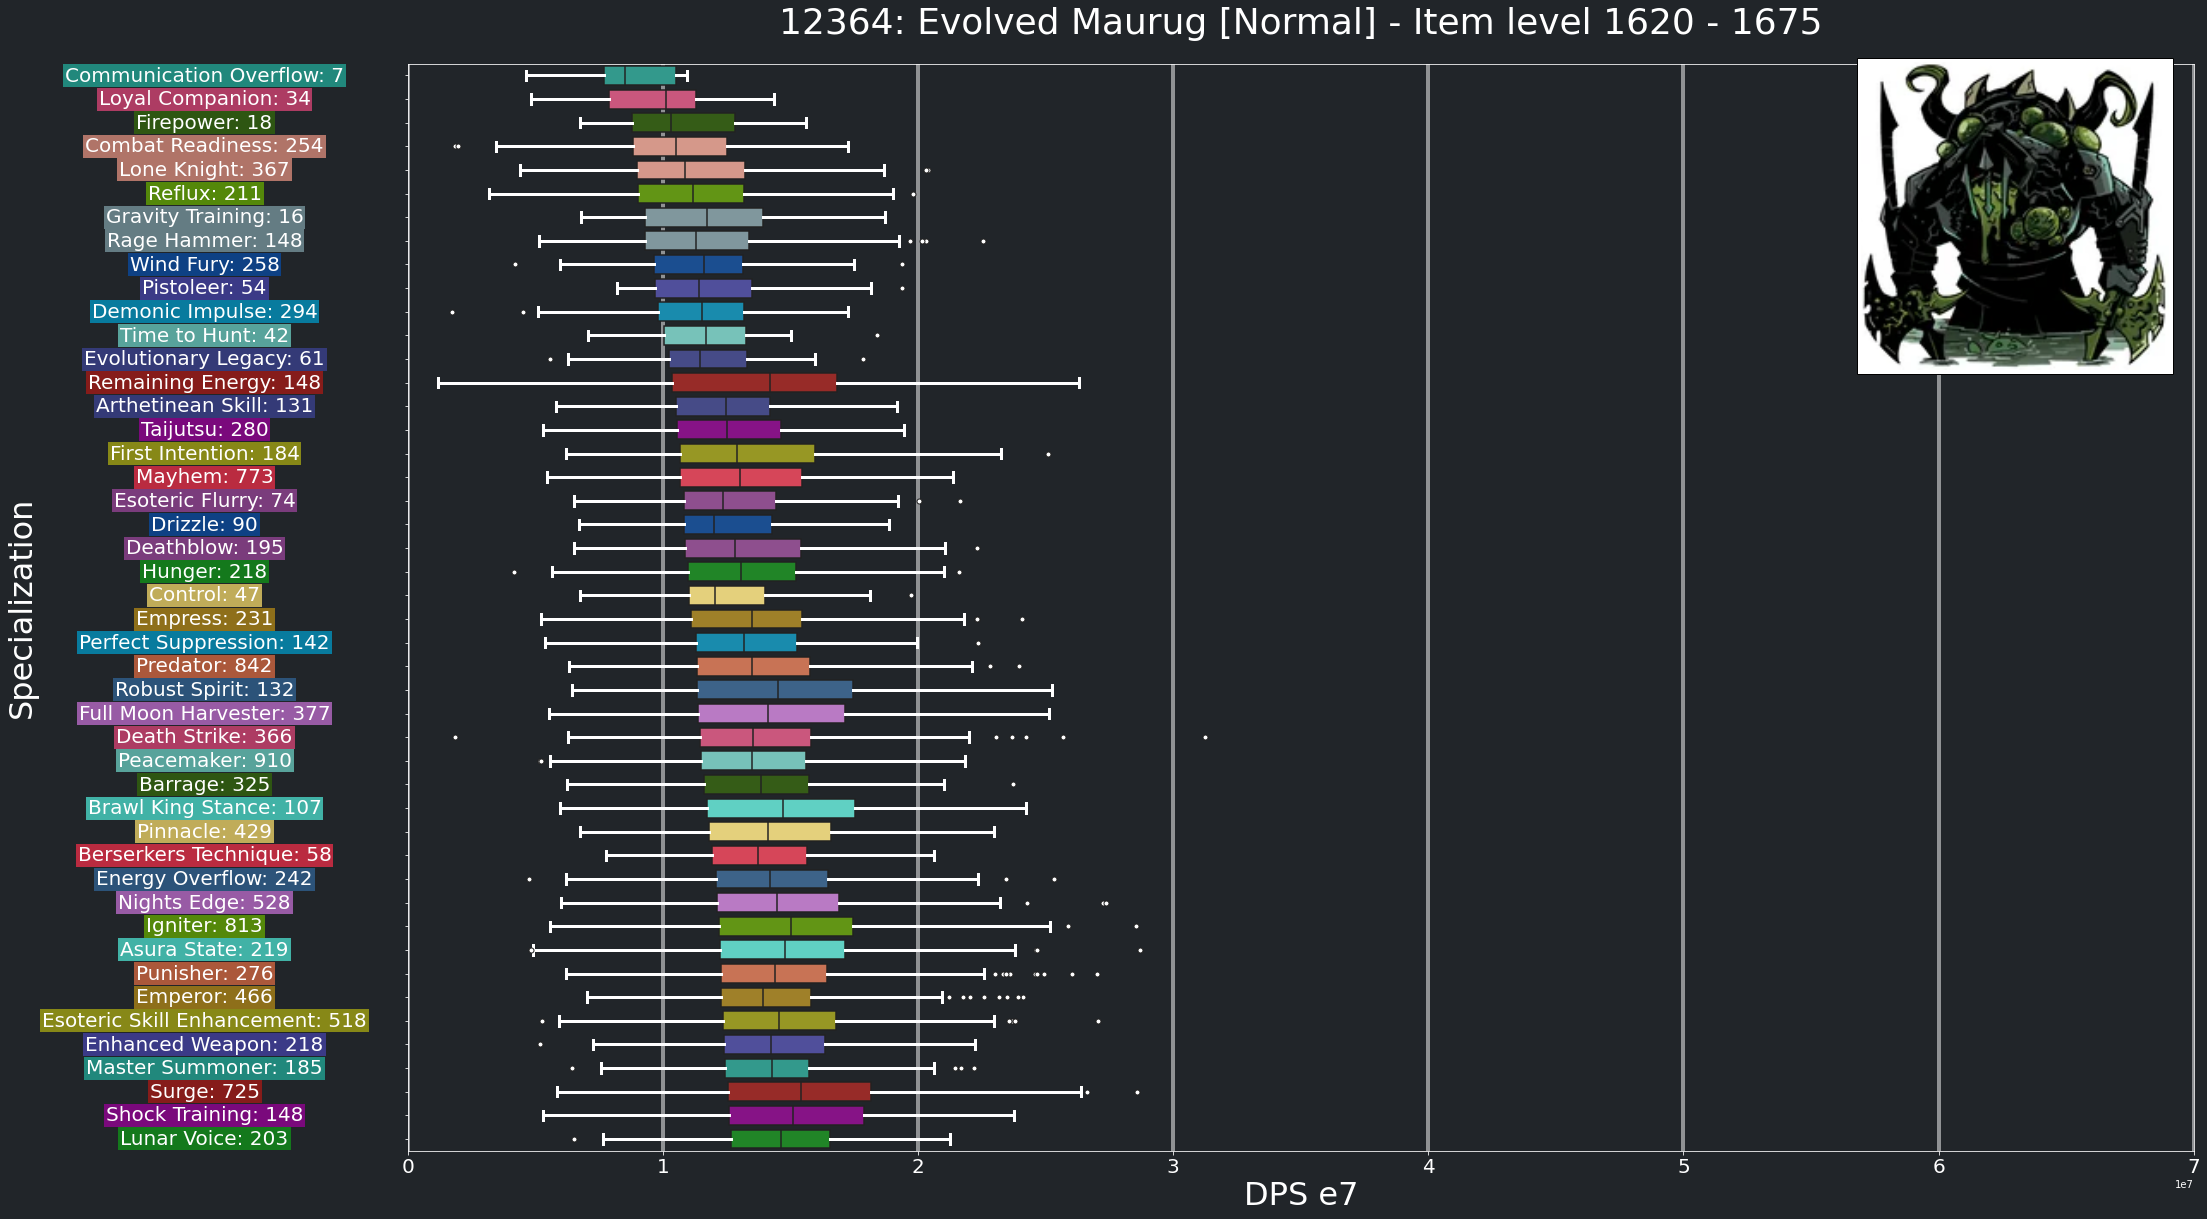 12364: Evolved Maurug [Normal] - Item level 1620 - 1675
Specialization
Communication Overflow: 7
Loyal Companion: 34
Firepower: 18
Combat Readiness: 254
Lone Knight: 367
Reflux: 211
Gravity Training: 16
Rage Hammer: 148
Wind Fury: 258
Pistoleer: 54
Demonic Impulse: 294
Time to Hunt: 42
Evolutionary Legacy: 61
Remaining Energy: 148
Arthetinean Skill: 131
Taijutsu: 280
First Intention: 184
Mayhem: 773
Esoteric Flurry: 74
Drizzle: 90
Deathblow: 195
Hunger: 218
Control: 47
Empress: 231
Perfect Suppression: 142
Predator: 842
Robust Spirit: 132
Full Moon Harvester: 377
Death Strike: 366
Peacemaker: 910
Barrage: 325
Brawl King Stance: 107
Pinnacle: 429
Berserkers Technique: 58
Energy Overflow: 242
Nights Edge: 528
Igniter: 813
Asura State: 219
Punisher: 276
Emperor: 466
Esoteric Skill Enhancement: 518
Enhanced Weapon: 218
Master Summoner: 185
Surge: 725
Shock Training: 148
Lunar Voice: 203
0 1 2 3 4 5 6 7
1e7
DPS e7